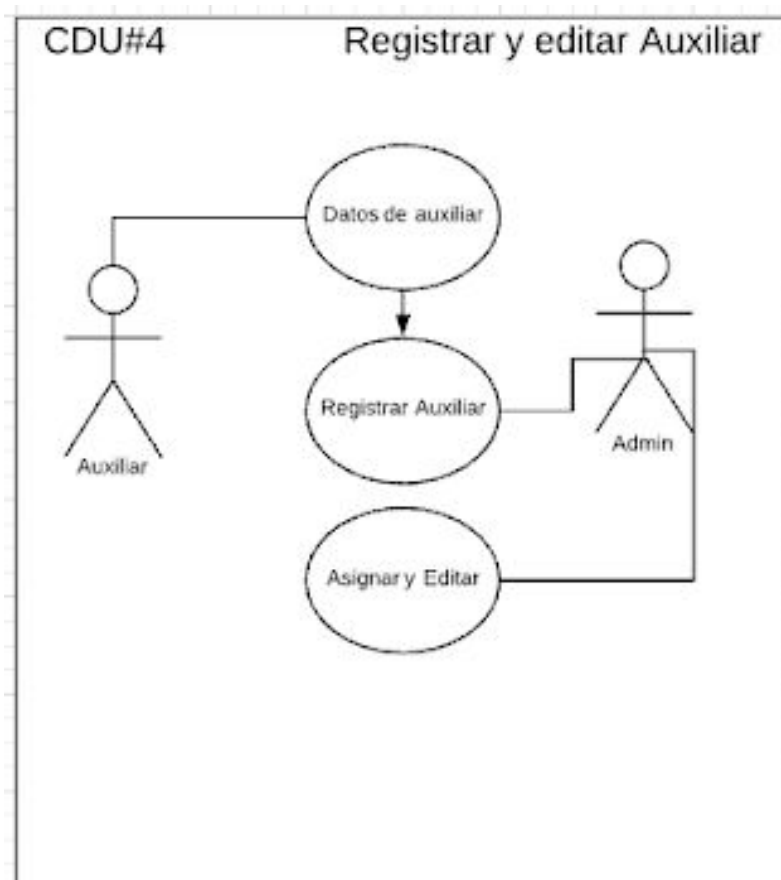 CDU#4 Registrar y editar Auxiliar
Datos de auxiliar
Registrar Auxiliar
Admin
Auxiliar
Asignar y Editar